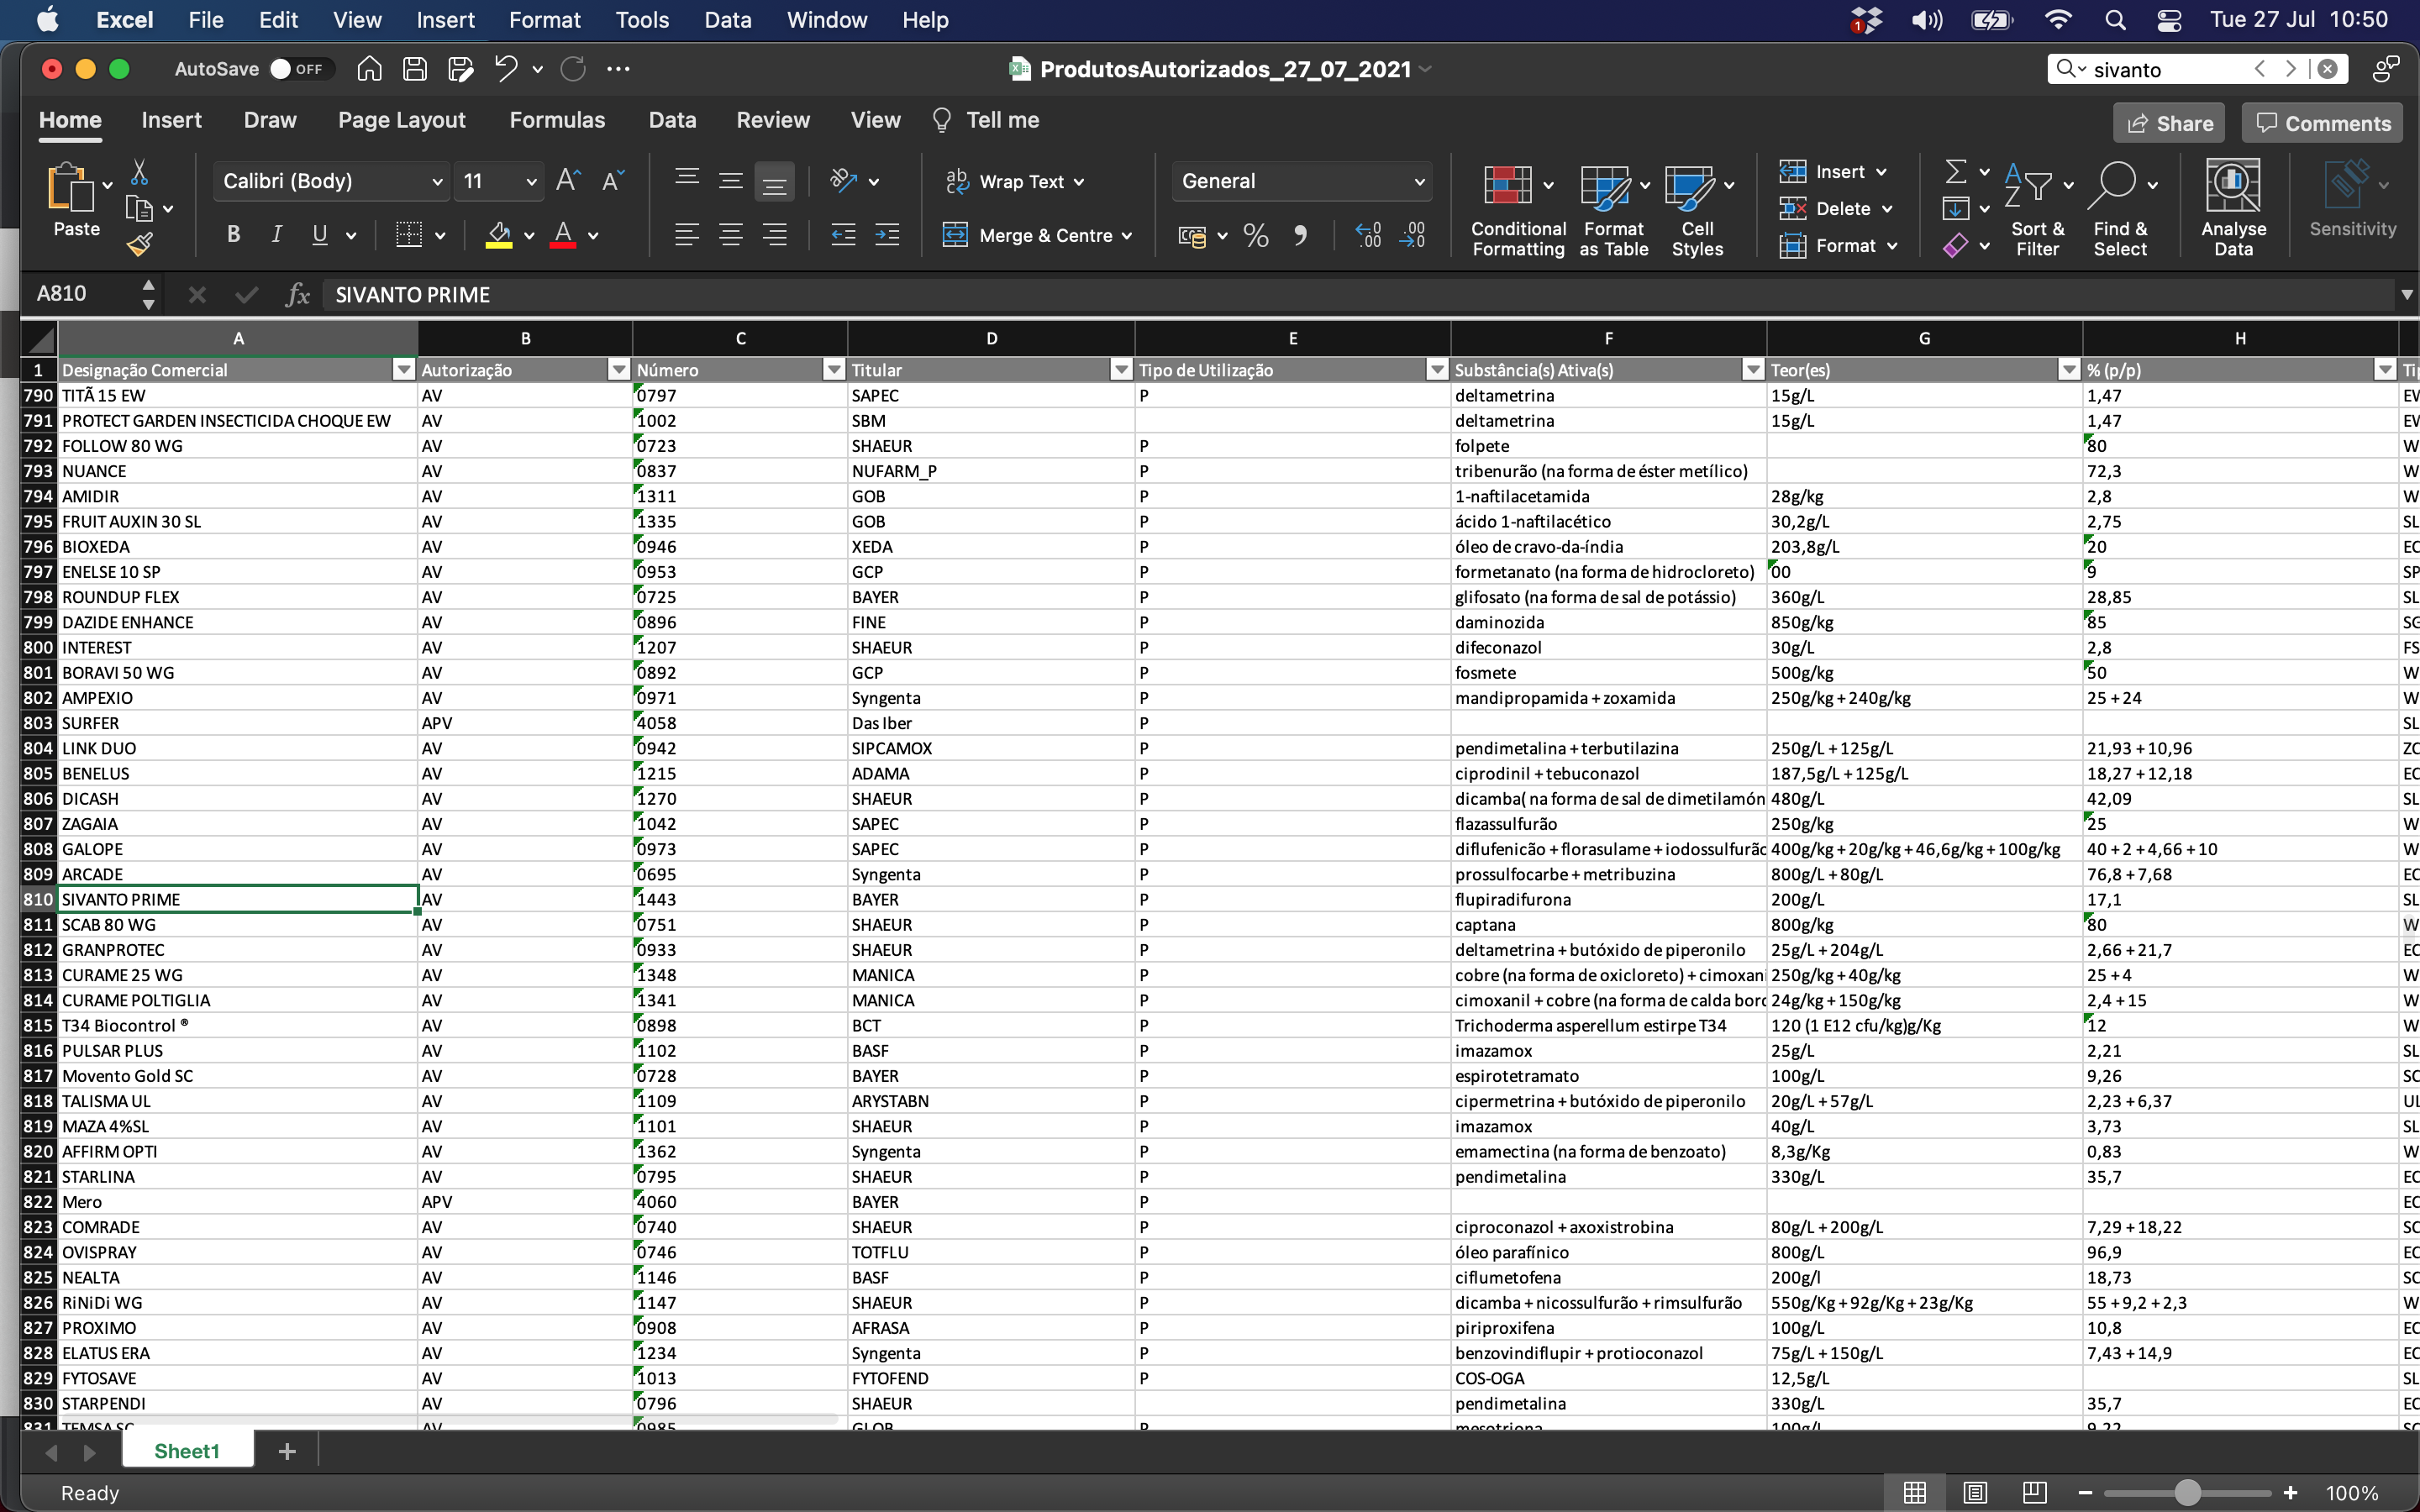 Excel File Edit View Insert Format Tools Data Window Help 1 Tue 27 Jul 10:50
AutoSave OFF ProdutosAutorizados_27_07_2021 sivanto
Home Insert Draw Page Layout Formulas Data Review View Tell me Share Comments
Calibri (Body) 11 Wrap Text General Insert
Paste Conditional Formatting Format as Table Cell Styles Delete Sort & Filter Find & Select Analyse Data Sensitivity
B I U A Merge & Centre Format
A810 fx SIVANTO PRIME
A B C D E F G H
1 Designação Comercial Autorização Número Titular Tipo de Utilização Substância(s) Ativa(s) Teor(es) % (p/p)
790 TITÃ 15 EW AV 0797 SAPEC P deltametrina 15g/L 1,47
791 PROTECT GARDEN INSECTICIDA CHOQUE EW AV 1002 SBM deltametrina 15g/L 1,47
792 FOLLOW 80 WG AV 0723 SHAEUR P folpete 80
793 NUANCE AV 0837 NUFARM_P P tribenurão (na forma de éster metílico) 72,3
794 AMIDIR AV 1311 GOB P 1-naftilacetamida 28g/kg 2,8
795 FRUIT AUXIN 30 SL AV 1335 GOB P ácido 1-naftilacético 30,2g/L 2,75 SL
796 BIOXEDA AV 0946 XEDA P óleo de cravo-da-índia 203,8g/L 20 EC
797 ENELSE 10 SP AV 0953 GCP P formetanato (na forma de hidrocloreto) 00 9 SP
798 ROUNDUP FLEX AV 0725 BAYER P glifosato (na forma de sal de potássio) 360g/L 28,85 SL
799 DAZIDE ENHANCE AV 0896 FINE P daminozida 850g/kg 85 SG
800 INTEREST AV 1207 SHAEUR P difeconazol 30g/L 2,8 FS
801 BORAVI 50 WG AV 0892 GCP P fosmete 500g/kg 50
802 AMPEXIO AV 0971 Syngenta P mandipropamida + zoxamida 250g/kg + 240g/kg 25 + 24
803 SURFER APV 4058 Das Iber P SL
804 LINK DUO AV 0942 SIPCAMOX P pendimetalina + terbutilazina 250g/L + 125g/L 21,93 + 10,96 ZC
805 BENELUS AV 1215 ADAMA P ciprodinil + tebuconazol 187,5g/L + 125g/L 18,27 + 12,18 EC
806 DICASH AV 1270 SHAEUR P dicamba( na forma de sal de dimetilamón 480g/L 42,09 SL
807 ZAGAIA AV 1042 SAPEC P flazassulfurão 250g/kg 25
808 GALOPE AV 0973 SAPEC P diflufenicão + florasulame + iodossulfurão 400g/kg + 20g/kg + 46,6g/kg + 100g/kg 40 + 2 + 4,66 + 10
809 ARCADE AV 0695 Syngenta P prossulfocarbe + metribuzina 800g/L + 80g/L 76,8 + 7,68 EC
810 SIVANTO PRIME AV 1443 BAYER P flupiradifurona 200g/L 17,1 SL
811 SCAB 80 WG AV 0751 SHAEUR P captana 800g/kg 80
812 GRANPROTEC AV 0933 SHAEUR P deltametrina + butóxido de piperonilo 25g/L + 204g/L 2,66 + 21,7 EC
813 CURAME 25 WG AV 1348 MANICA P cobre (na forma de oxicloreto) + cimoxani 250g/kg + 40g/kg 25 + 4
814 CURAME POLTIGLIA AV 1341 MANICA P cimoxanil + cobre (na forma de calda bord 24g/kg + 150g/kg 2,4 + 15
815 T34 Biocontrol ® AV 0898 BCT P Trichoderma asperellum estirpe T34 120 (1 E12 cfu/kg)g/Kg 12
816 PULSAR PLUS AV 1102 BASF P imazamox 25g/L 2,21 SL
817 Movento Gold SC AV 0728 BAYER P espirotetramato 100g/L 9,26 SC
818 TALISMA UL AV 1109 ARYSTABN P cipermetrina + butóxido de piperonilo 20g/L + 57g/L 2,23 + 6,37 UL
819 MAZA 4%SL AV 1101 SHAEUR P imazamox 40g/L 3,73 SL
820 AFFIRM OPTI AV 1362 Syngenta P emamectina (na forma de benzoato) 8,3g/Kg 0,83
821 STARLINA AV 0795 SHAEUR P pendimetalina 330g/L 35,7 EC
822 Mero APV 4060 BAYER P EC
823 COMRADE AV 0740 SHAEUR P ciproconazol + axoxistrobina 80g/L + 200g/L 7,29 + 18,22 SC
824 OVISPRAY AV 0746 TOTFLU P óleo parafínico 800g/L 96,9 EC
825 NEALTA AV 1146 BASF P ciflumetofena 200g/l 18,73 SC
826 RiNiDi WG AV 1147 SHAEUR P dicamba + nicossulfurão + rimsulfurão 550g/Kg + 92g/Kg + 23g/Kg 55 + 9,2 + 2,3
827 PROXIMO AV 0908 AFRASA P piriproxifena 100g/L 10,8 EC
828 ELATUS ERA AV 1234 Syngenta P benzovindiflupir + protioconazol 75g/L + 150g/L 7,43 + 14,9 EC
829 FYTOSAVE AV 1013 FYTOFEND P COS-OGA 12,5g/L SL
830 STARPENDI AV 0796 SHAEUR pendimetalina 330g/L 35,7 EC
831 TEMSA SC AV 0985 GLOB P mesotriona 100g/L 9,22 SC
Sheet1
Ready 100%